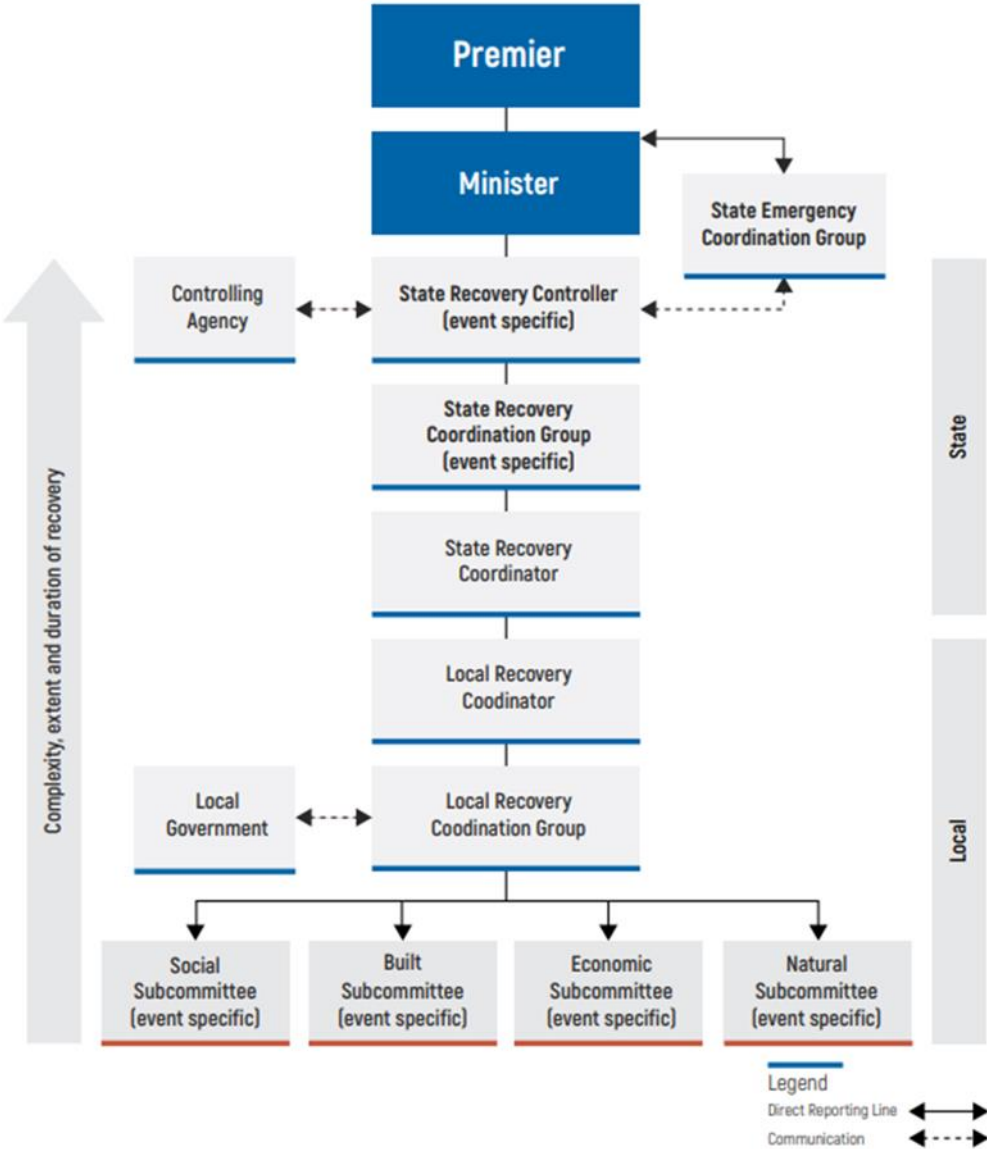 Premier
Minister
State Emergency
Coordination Group
Controlling
Agency
State Recovery Controller
(event specific)
State Recovery
Coordination Group
(event specific)
State Recovery
Coordinator
State
Local Recovery
Coodinator
Local
Government
Local Recovery
Coodination Group
Local
Complexity, extent and duration of recovery
Social
Subcommittee
(event specific)
Built
Subcommittee
(event specific)
Economic
Subcommittee
(event specific)
Natural
Subcommittee
(event specific)
Legend
Direct Reporting Line
Communication